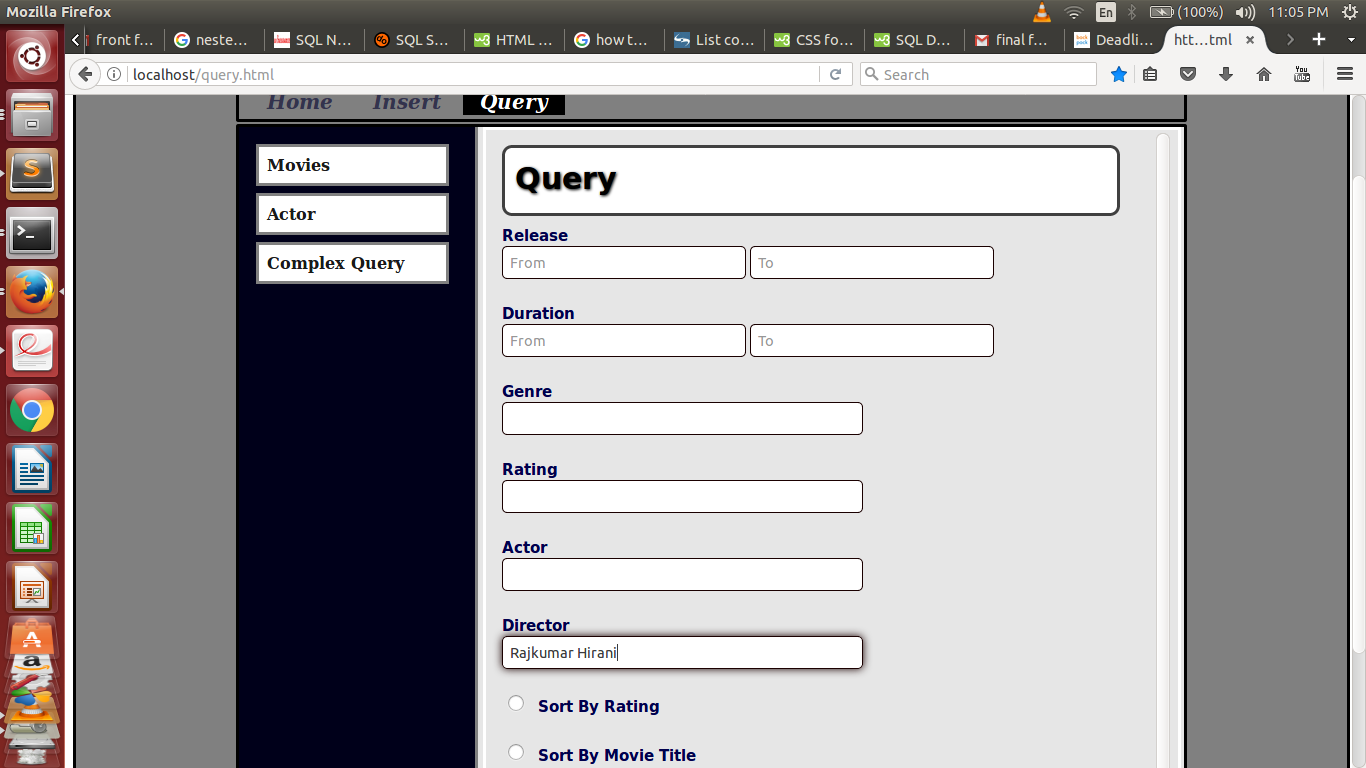 Mozilla Firefox
En
(100%)
11:05 PM
front f...
neste...
SQL N...
SQL S...
HTML ...
how t...
List co...
CSS fo...
SQL D...
final f...
Deadli...
htt...tml
localhost/query.html
Search
You
Tube
Home
Insert
Query
Movies
Actor
Complex Query
Query
Release
From
To
Duration
From
To
Genre
Rating
Actor
Director
Rajkumar Hirani
Sort By Rating
Sort By Movie Title